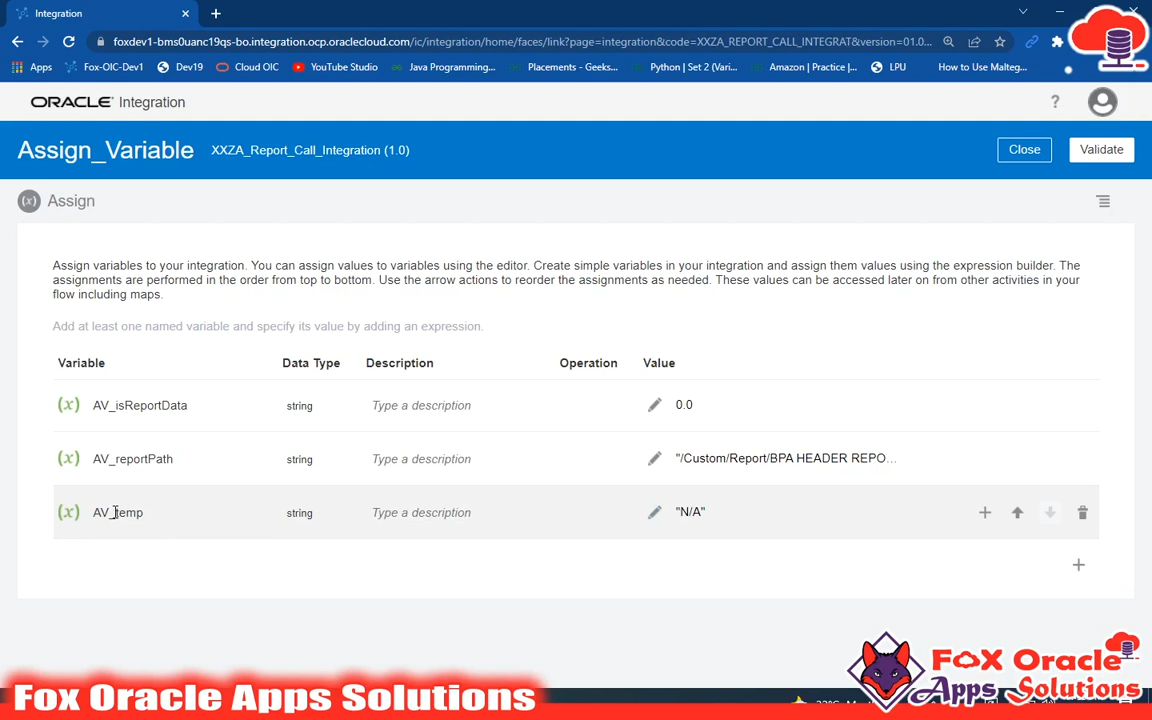 Integration
foxdev1-bms0uanc19qs-bo.integration.ocp.oraclecloud.com/ic/integration/home/faces/link?page=integration&code=XXZA_REPORT_CALL_INTEGRAT&version=01.0...
Apps
Fox-OIC-Dev1
Dev19
Cloud OIC
YouTube Studio
Java Programming...
Placements - Geeks...
Python | Set 2 (Vari...
Amazon | Practice |...
LPU
How to Use Malteg...
ORACLE Integration
?
Assign_Variable
XXZA_Report_Call_Integration (1.0)
Close
Validate
(x) Assign
Assign variables to your integration. You can assign values to variables using the editor. Create simple variables in your integration and assign them values using the expression builder. The
assignments are performed in the order from top to bottom. Use the arrow actions to reorder the assignments as needed. These values can be accessed later on from other activities in your
flow including maps.
Add at least one named variable and specify its value by adding an expression.
Variable Data Type Description Operation Value
(x) AV_isReportData string Type a description 0.0
(x) AV_reportPath string Type a description "/Custom/Report/BPA HEADER REPO...
(x) AV_temp string Type a description "N/A"
Fox Oracle Apps Solutions
FOX Oracle
Apps Solutions